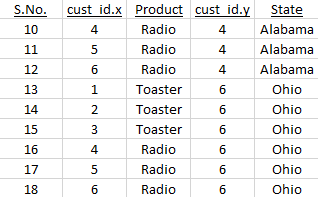 S.No. cust_id.x Product cust_id.y State
10 4 Radio 4 Alabama
11 5 Radio 4 Alabama
12 6 Radio 4 Alabama
13 1 Toaster 6 Ohio
14 2 Toaster 6 Ohio
15 3 Toaster 6 Ohio
16 4 Radio 6 Ohio
17 5 Radio 6 Ohio
18 6 Radio 6 Ohio